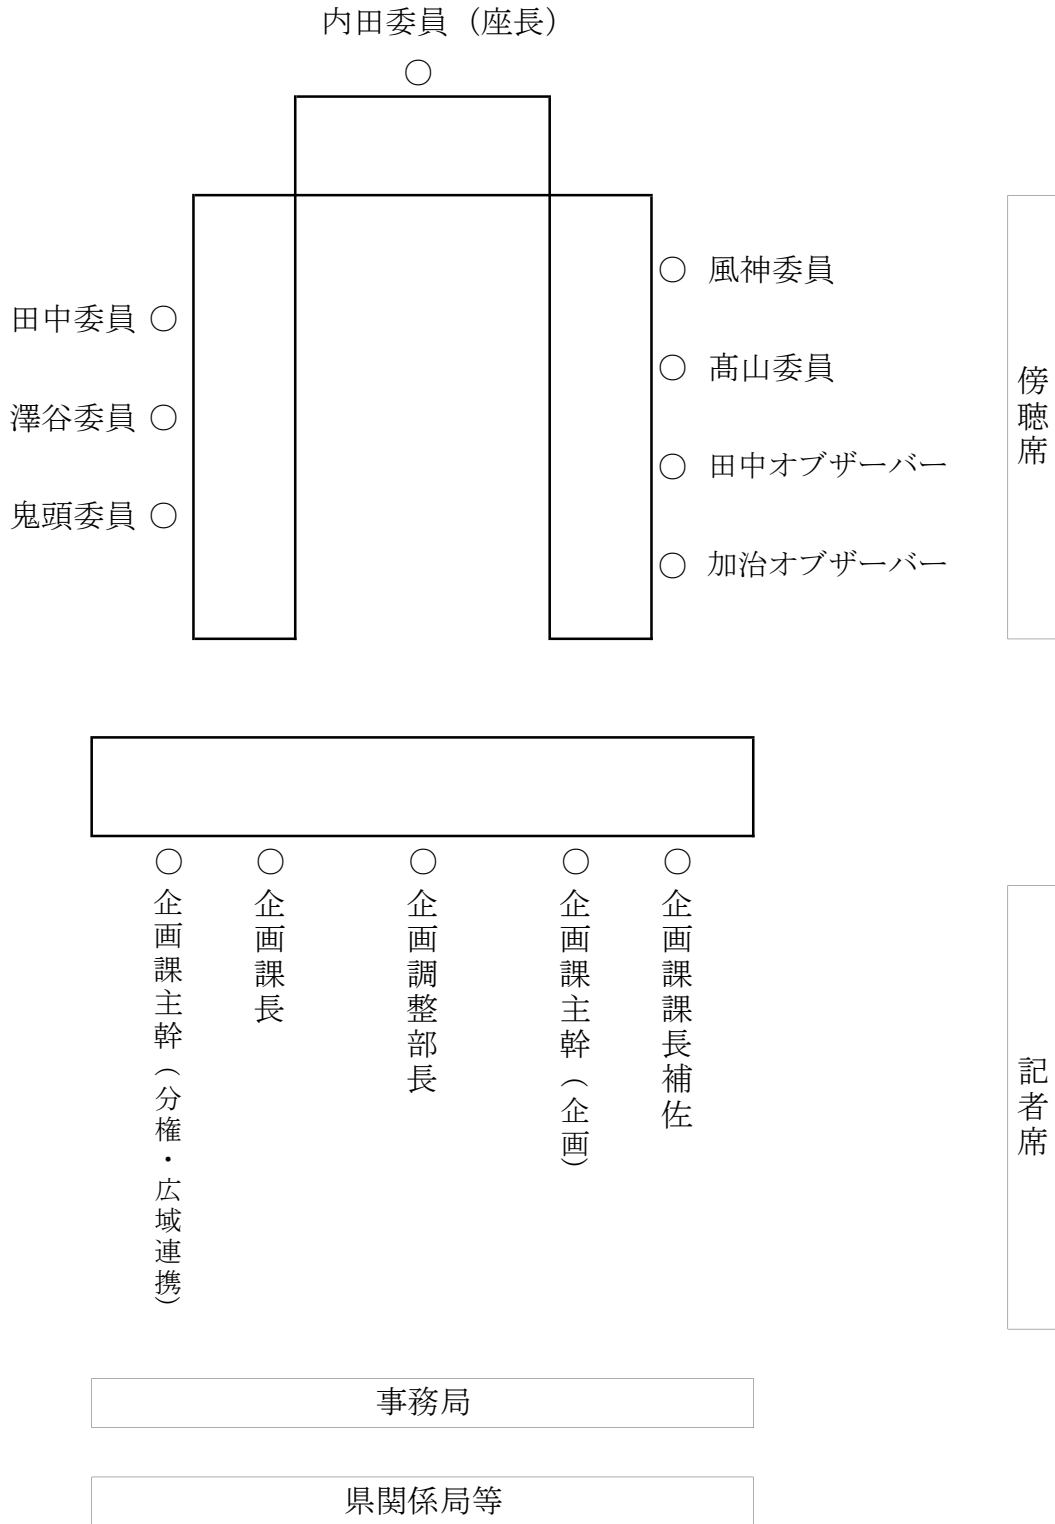 内田委員（座長）
○
○ 風神委員
田中委員 ○
○ 髙山委員
澤谷委員 ○
○ 田中オブザーバー
鬼頭委員 ○
○ 加治オブザーバー
傍聴席
○企画課主幹（分権・広域連携）
○企画課長
○企画調整部長
○企画課主幹（企画）
○企画課課長補佐
記者席
事務局
県関係局等